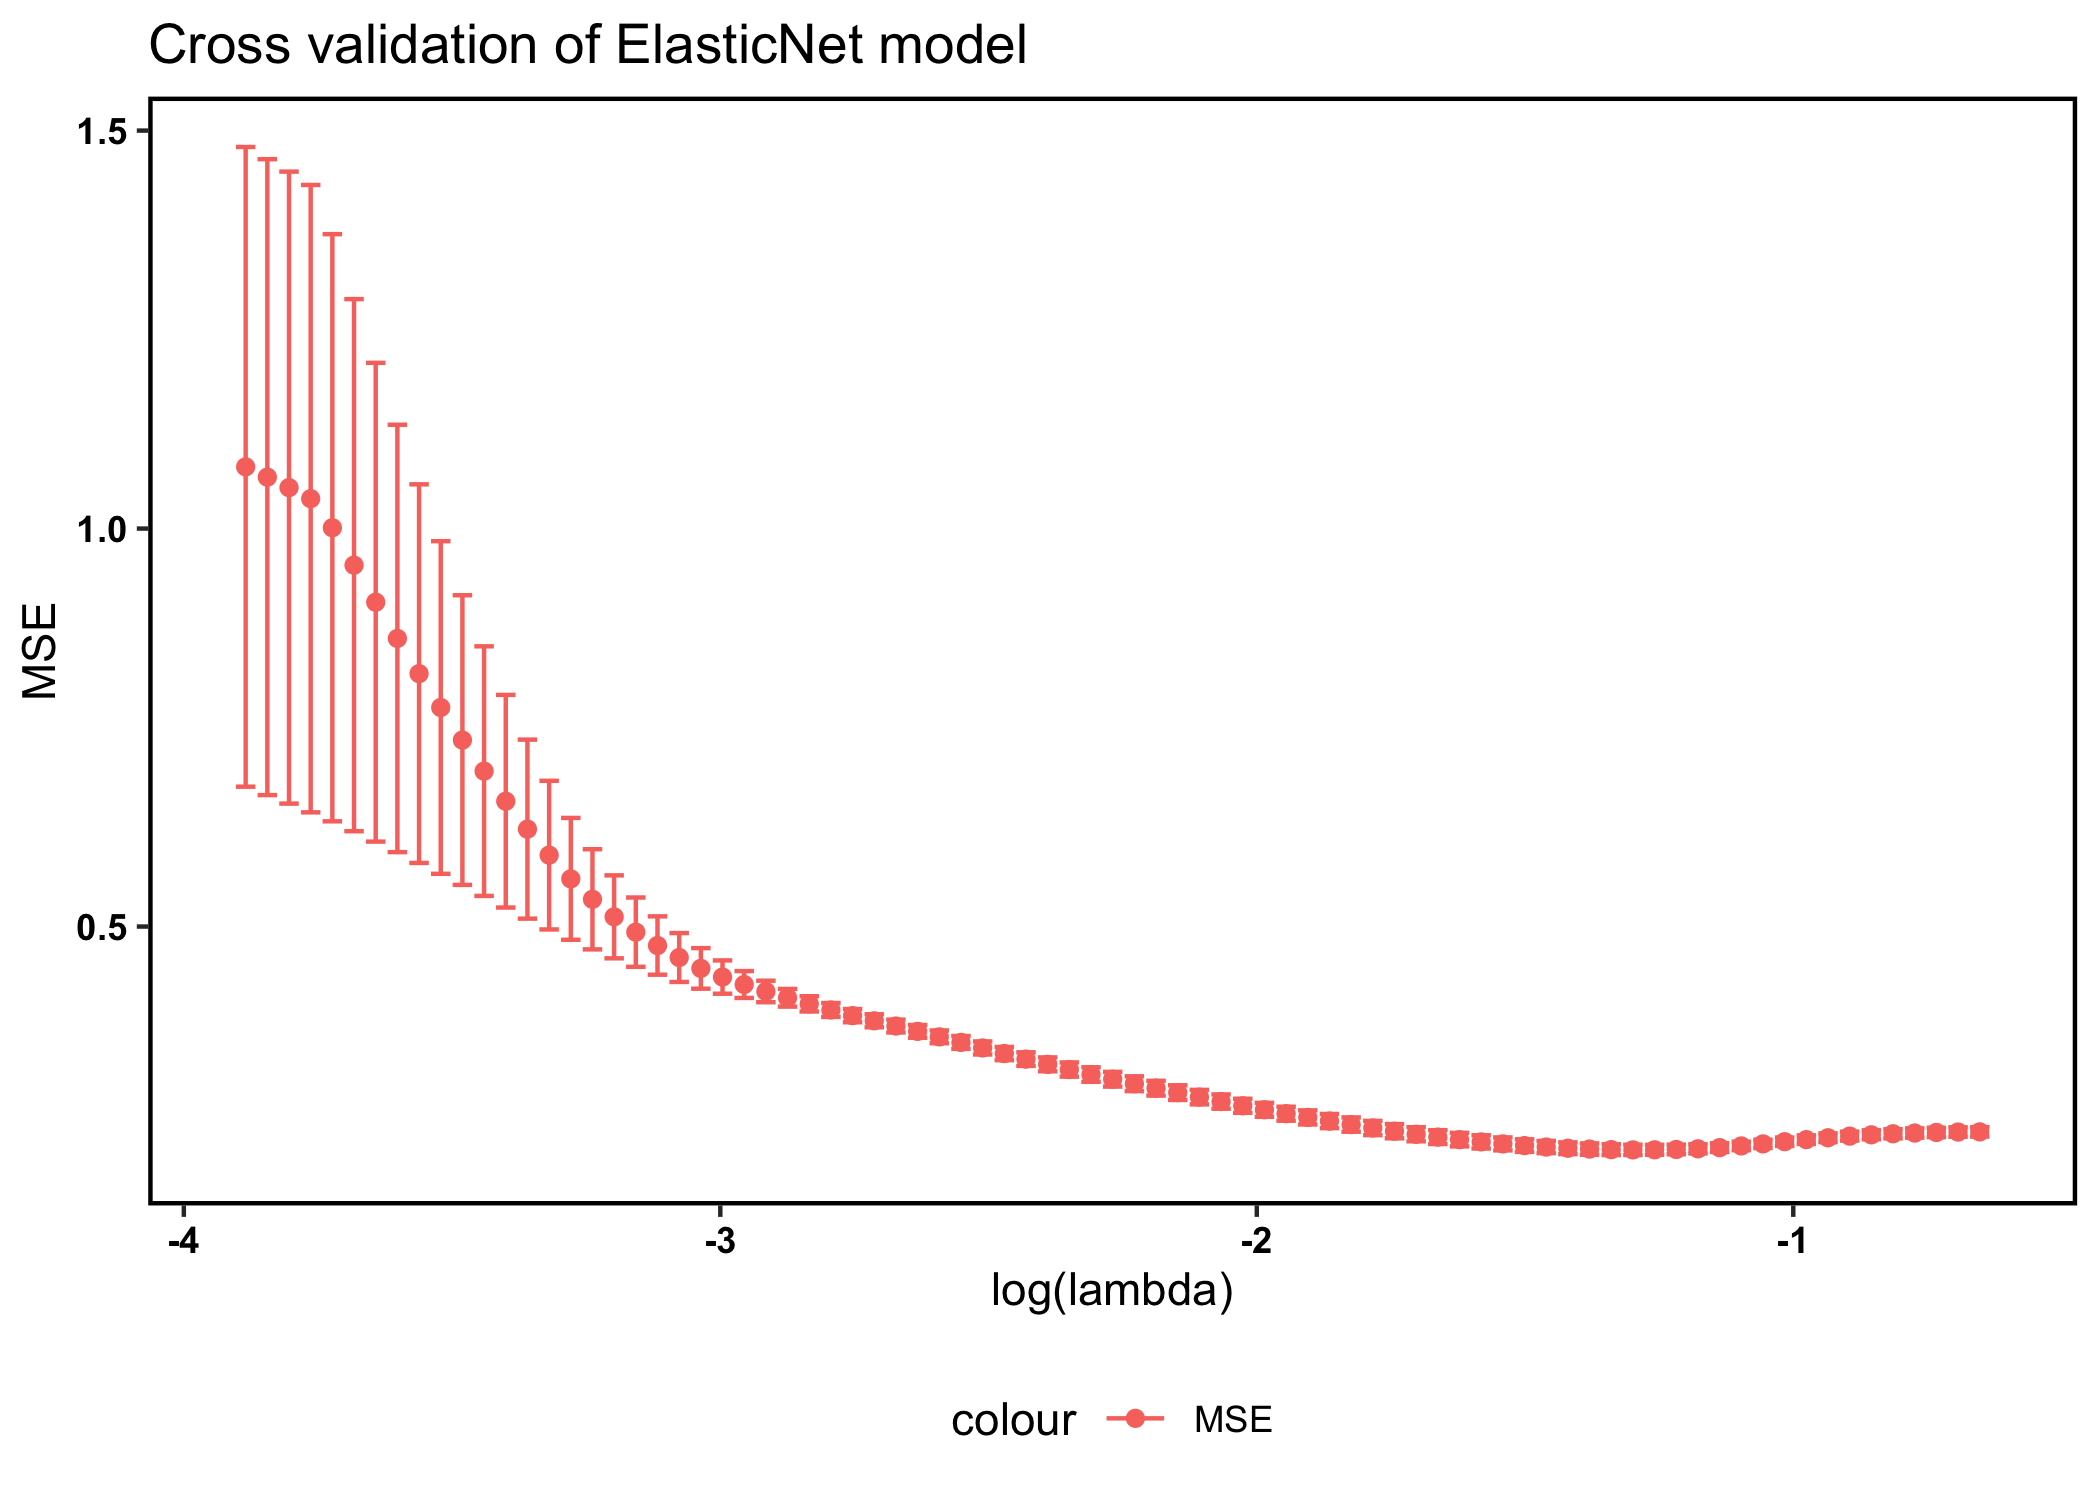 Cross validation of ElasticNet model
1.5
1.0
0.5
MSE
-4 -3 -2 -1
log(lambda)
colour MSE